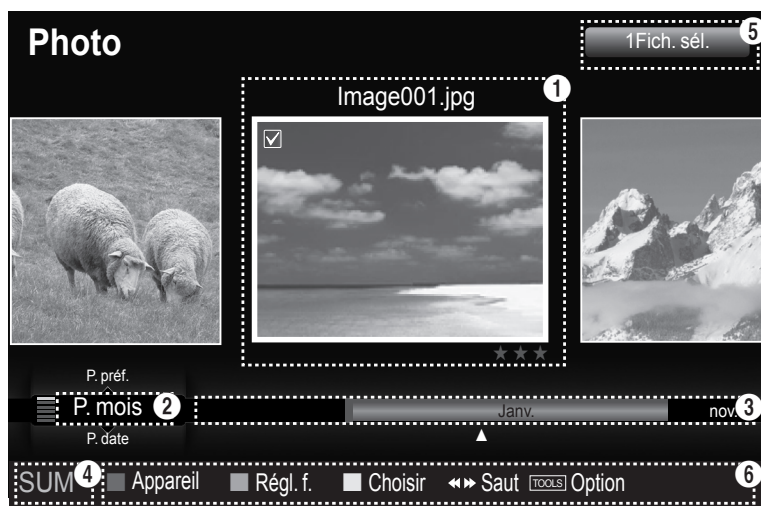 Photo
1Fich. sél.
5
Image001.jpg
1
P. préf.
P. mois
2
Janv.
nov.
3
P. date
SUM
4
Appareil
Régl. f.
Choisir
Saut
TOOLS
Option
6